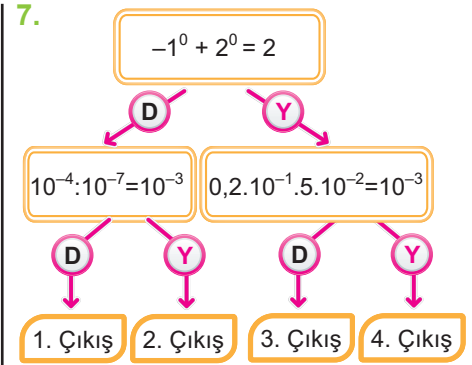 7.
–1⁰ + 2⁰ = 2
D Y
10⁻⁴:10⁻⁷=10⁻³ 0,2.10⁻¹.5.10⁻²=10⁻³
D Y D Y
1. Çıkış 2. Çıkış 3. Çıkış 4. Çıkış